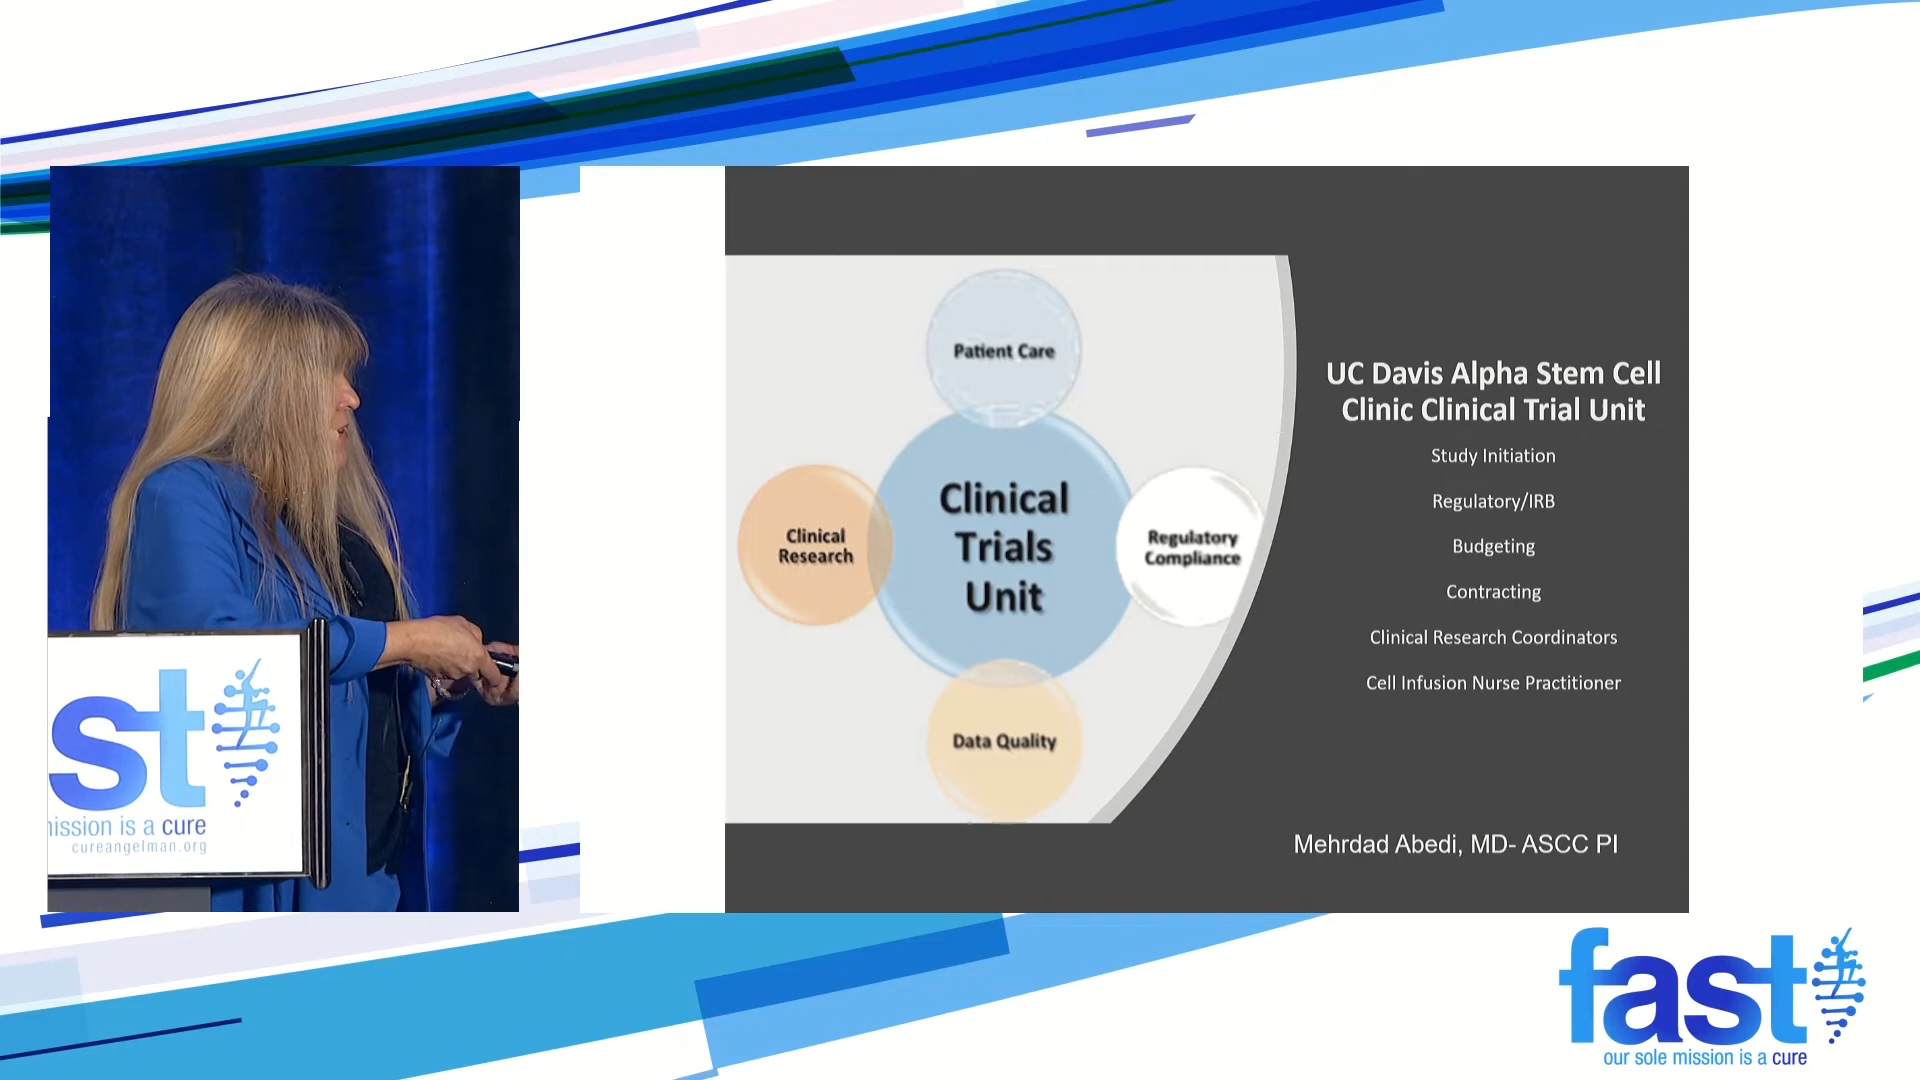 Patient Care
Clinical
Research
Clinical
Trials
Unit
Regulatory
Compliance
Data Quality
UC Davis Alpha Stem Cell
Clinic Clinical Trial Unit
Study Initiation
Regulatory/IRB
Budgeting
Contracting
Clinical Research Coordinators
Cell Infusion Nurse Practitioner
Mehrdad Abedi, MD- ASCC PI
st
ission is a cure
cureangelman.org
fast
our sole mission is a cure